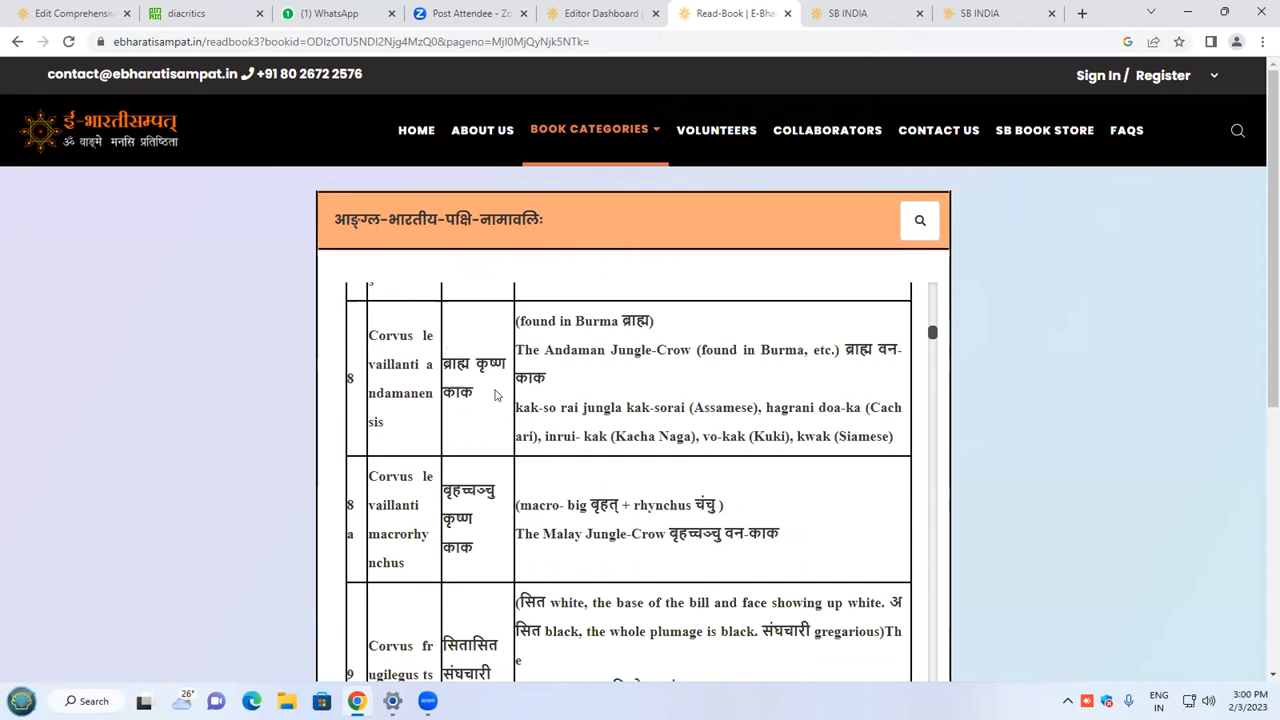 Edit Comprehensiv
diacritics
(1) WhatsApp
Post Attendee - Zo
Editor Dashboard |
Read-Book | E-Bha
SB INDIA
SB INDIA
ebharatisampat.in/readbook3?bookid=ODIzOTU5NDI2Njg4MzQ0&pageno=MjI0MjQyNjk5NTk=
contact@ebharatisampat.in +91 80 2672 2576
Sign In / Register
ई-भारतीसम्पत्
ॐ वाङ्मे मनसि प्रतिष्ठिता
HOME ABOUT US BOOK CATEGORIES VOLUNTEERS COLLABORATORS CONTACT US SB BOOK STORE FAQS
आङ्ग्ल-भारतीय-पक्षि-नामावलिः
8
Corvus le
vaillanti a
ndamanen
sis
ब्राह्म कृष्ण
काक
(found in Burma ब्राह्म)
The Andaman Jungle-Crow (found in Burma, etc.) ब्राह्म वन-
काक
kak-so rai jungla kak-sorai (Assamese), hagrani doa-ka (Cach
ari), inrui- kak (Kacha Naga), vo-kak (Kuki), kwak (Siamese)
8
a
Corvus le
vaillanti
macrorhy
nchus
बृहच्चञ्चु
कृष्ण
काक
(macro- big बृहत् + rhynchus चंचु )
The Malay Jungle-Crow बृहच्चञ्चु वन-काक
9
Corvus fr
ugilegus ts
सितासित
संघचारी
(सित white, the base of the bill and face showing up white. अ
सित black, the whole plumage is black. संघचारी gregarious)Th
e
26°
Search
ENG
IN
3:00 PM
2/3/2023